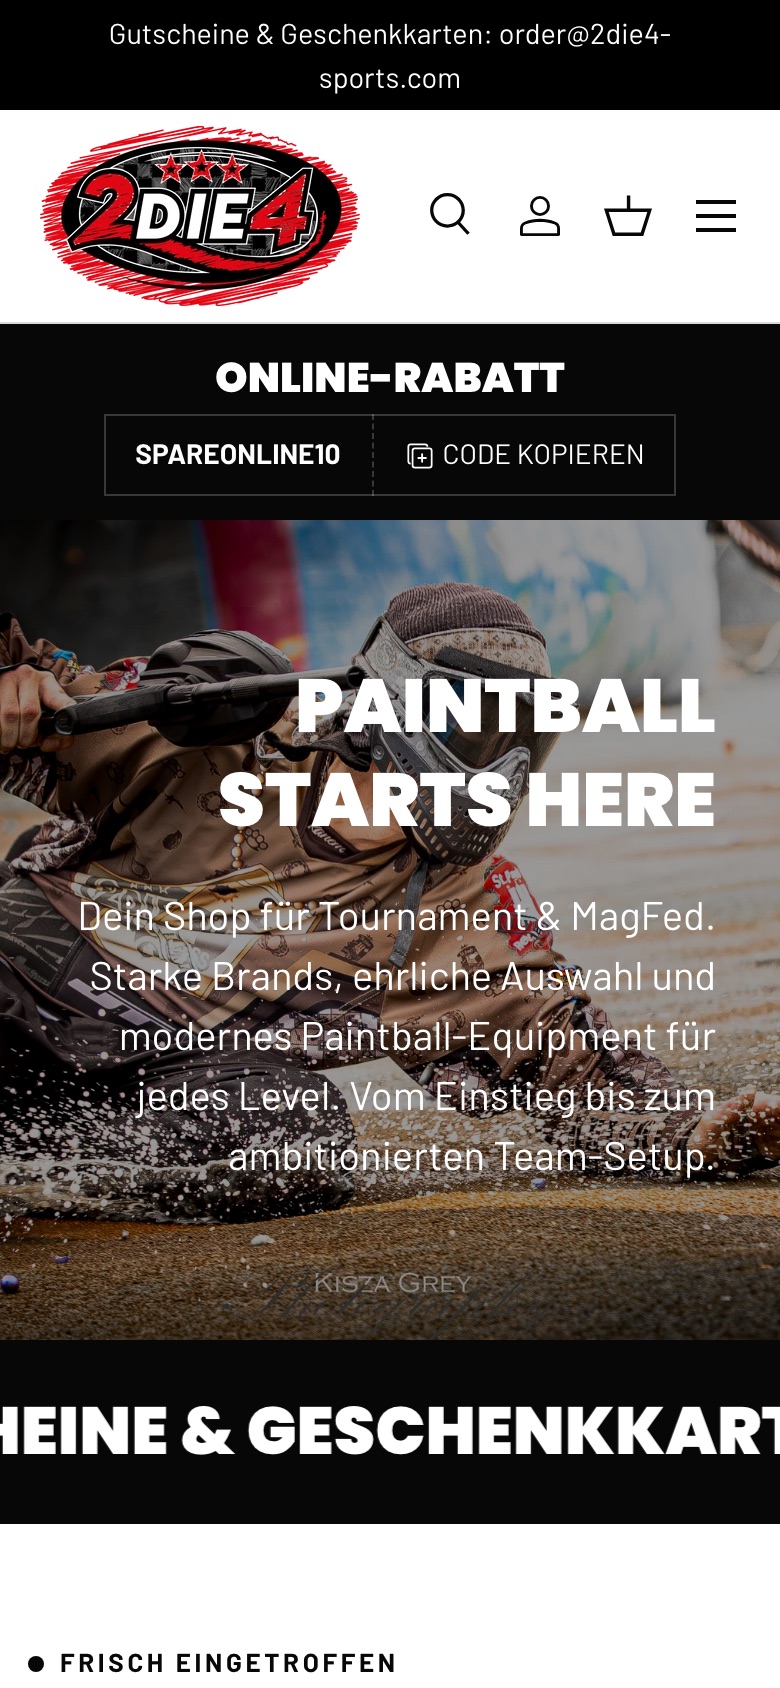 Gutscheine & Geschenkkarten: order@2die4-
sports.com
2DIE4
ONLINE-RABATT
SPAREONLINE10
CODE KOPIEREN
PAINTBALL
STARTS HERE
Dein Shop für Tournament & MagFed.
Starke Brands, ehrliche Auswahl und
modernes Paintball-Equipment für
jedes Level. Vom Einstieg bis zum
ambitionierten Team-Setup.
KISZA GREY
HEINE & GESCHENKKART
FRISCH EINGETROFFEN